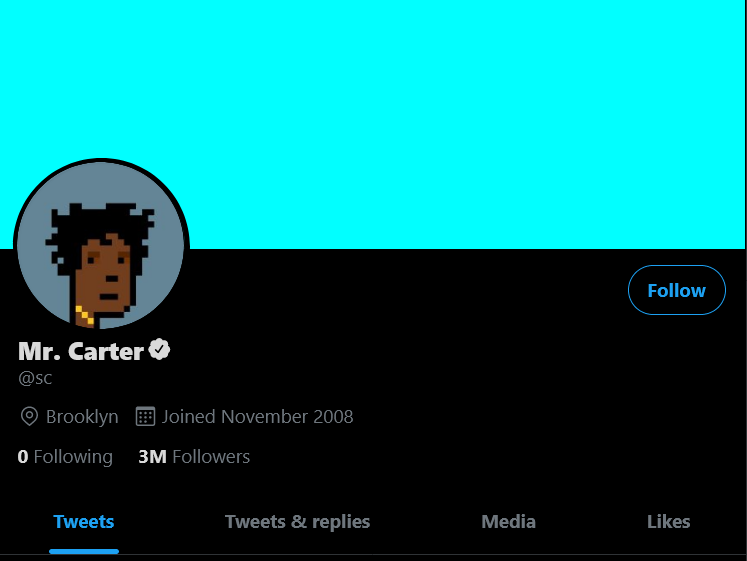 Follow
Mr. Carter
@sc
Brooklyn Joined November 2008
0 Following 3M Followers
Tweets Tweets & replies Media Likes